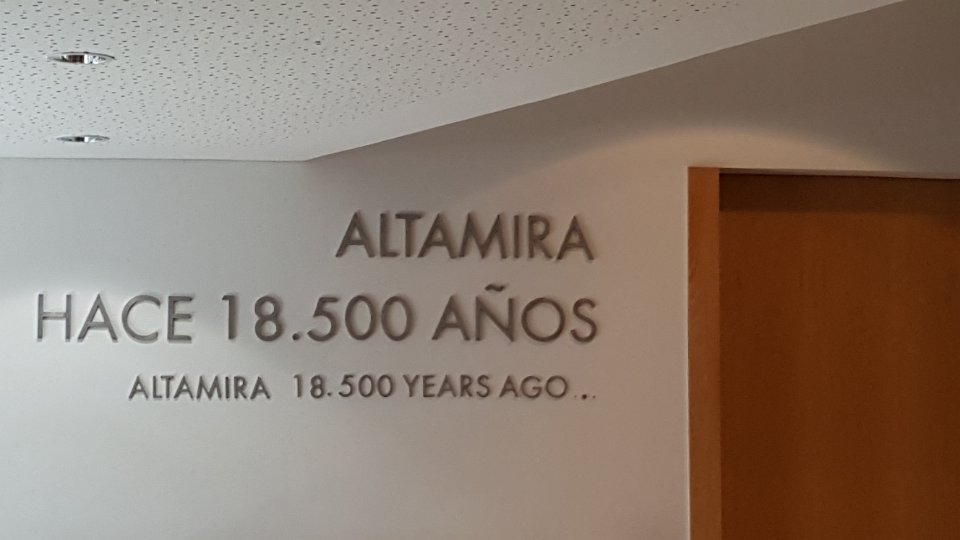 ALTAMIRA
HACE 18.500 AÑOS
ALTAMIRA 18.500 YEARS AGO...